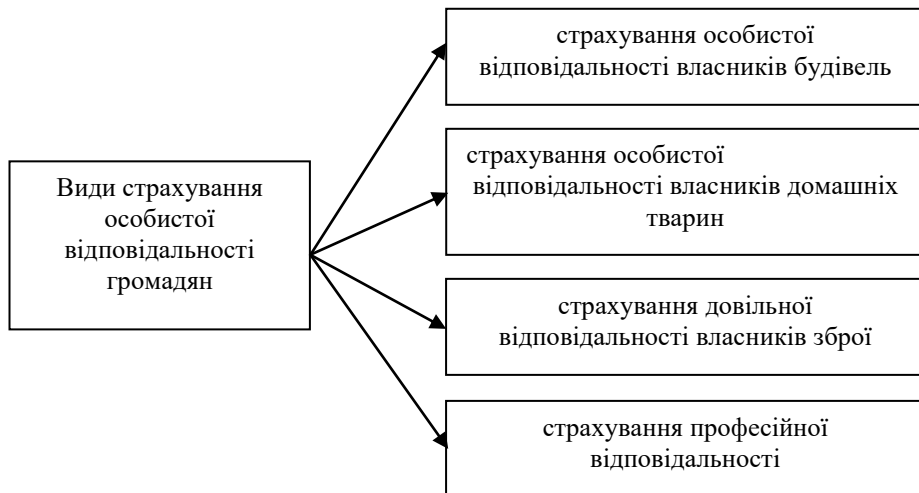 страхування особистої
відповідальності власників будівель
страхування особистої
відповідальності власників домашніх
тварин
Види страхування
особистої
відповідальності
громадян
страхування довільної
відповідальності власників зброї
страхування професійної
відповідальності